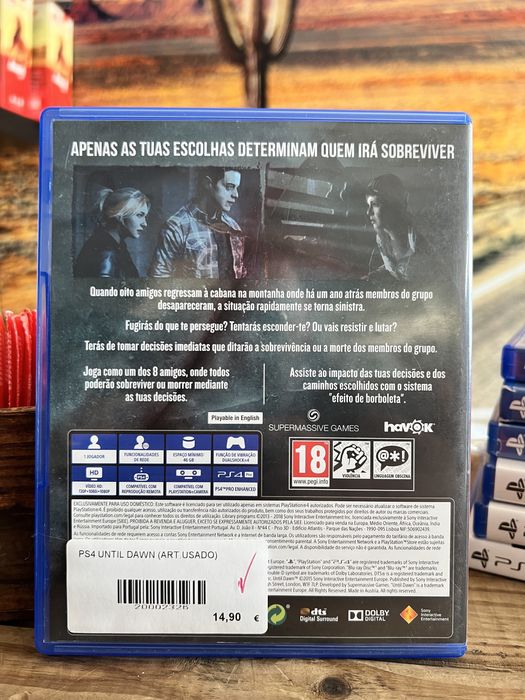 APENAS AS TUAS ESCOLHAS DETERMINAM QUEM IRÁ SOBREVIVER
Quando oito amigos regressam à cabana na montanha onde há um ano atrás membros do grupo
desapareceram, a situação rapidamente se torna sinistra.
Fugirás do que te persegue? Tentarás esconder-te? Ou vais resistir e lutar?
Terás de tomar decisões imediatas que ditarão a sobrevivência ou a morte dos membros do grupo.
Joga como um dos 8 amigos, onde todos
poderão sobreviver ou morrer mediante
as tuas decisões.
Assiste ao impacto das tuas decisões e dos
caminhos escolhidos com o sistema
"efeito de borboleta".
Playable in English
SUPERMASSIVE GAMES
havok
1 JOGADOR
FUNCIONALIDADES
DE REDE
ESPAÇO MÍNIMO
46 GB
FUNÇÃO DE VIBRAÇÃO
DUALSHOCK®4
HD
VÍDEO HD
720P•1080i•1080P
COMPATÍVEL COM
REPRODUÇÃO REMOTA
COMPATÍVEL COM
PLAYSTATION®CAMERA
PS4 Pro
PS4™PRO ENHANCED
18
www.pegi.info
VIOLÊNCIA
LINGUAGEM OBSCENA
PS4 UNTIL DAWN (ART.USADO)
20002326
14,90 €
dts
Digital Surround
DOLBY
DIGITAL
Sony
Interactive
Entertainment